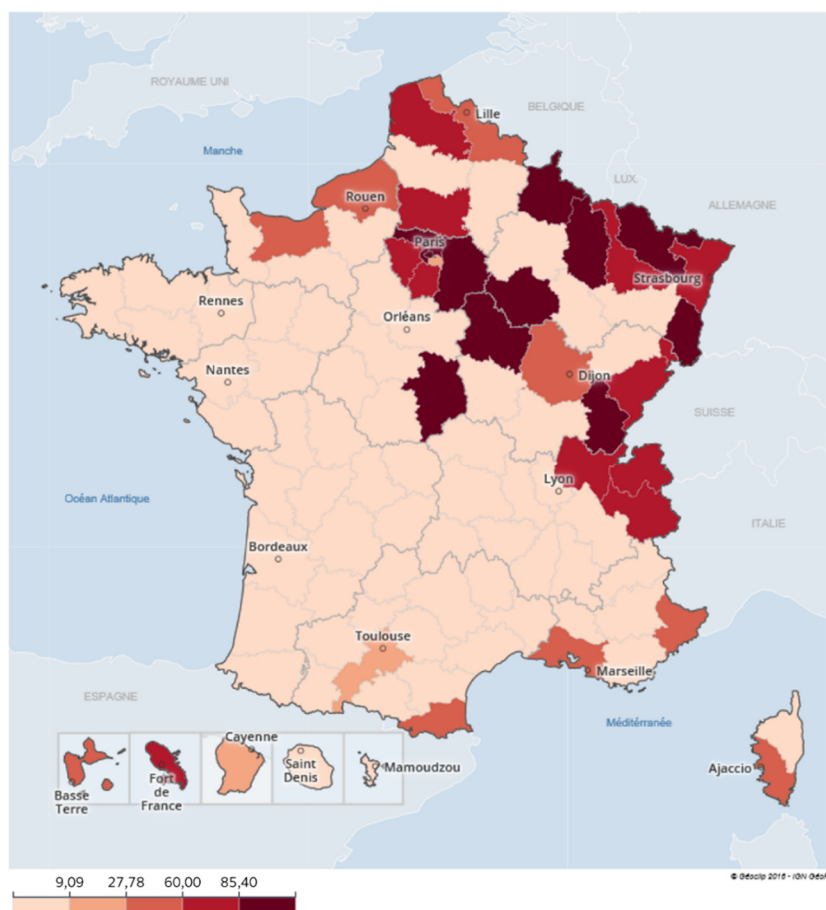 ROYAUME UNI
BELGIQUE
Lille
Manche
LUX.
ALLEMAGNE
Rouen
Paris
Strasbourg
Rennes
Orléans
Nantes
Dijon
SUISSE
Océan Atlantique
Lyon
ITALIE
Bordeaux
Toulouse
Marseille
ESPAGNE
Méditérranée
Cayenne
Saint
Denis
Mamoudzou
Ajaccio
Basse
Terre
Fort
de
France
© Géoclip 2016 - IGN
9,09 27,78 60,00 85,40